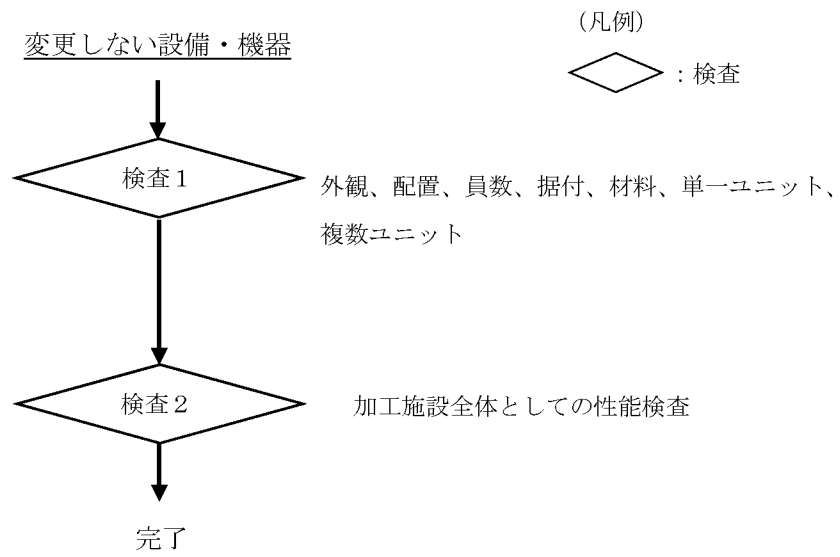 変更しない設備・機器
(凡例)
：検査
検査１
外観、配置、員数、据付、材料、単一ユニット、
複数ユニット
検査２
加工施設全体としての性能検査
完了